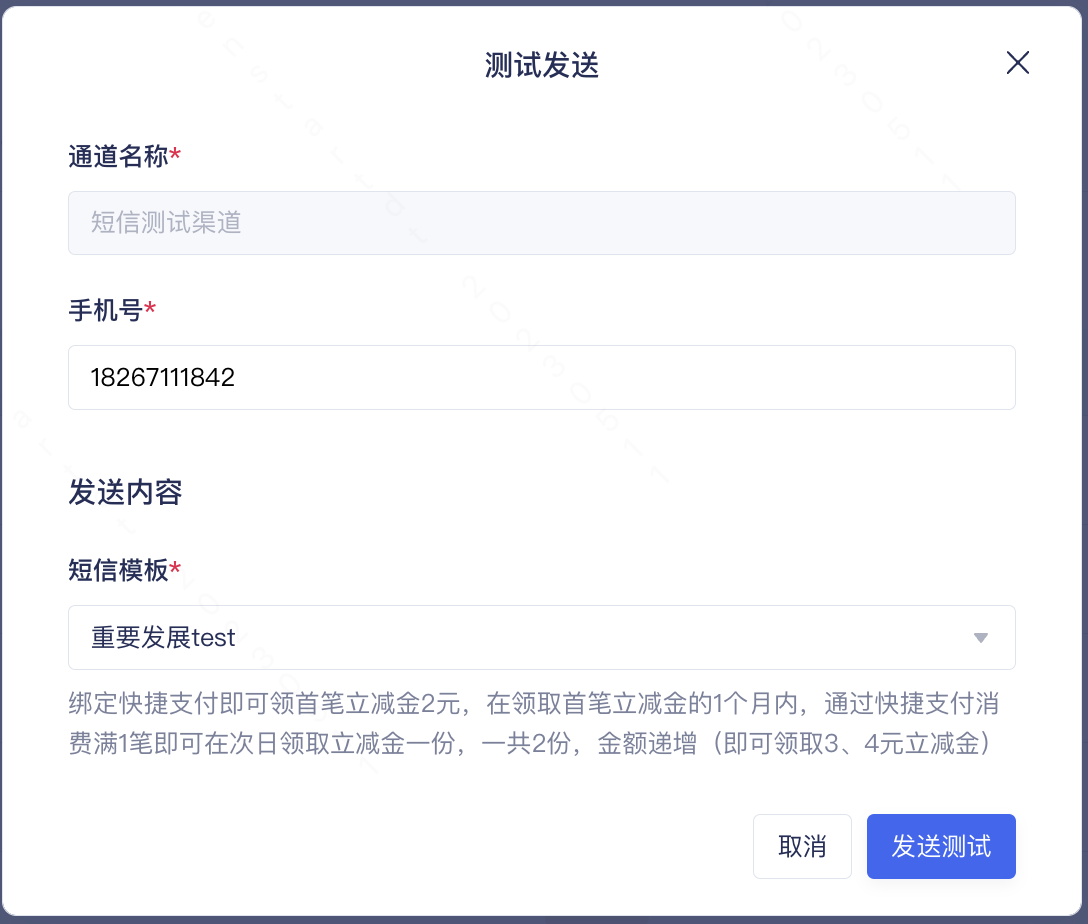 测试发送
通道名称*
短信测试渠道
手机号*
18267111842
发送内容
短信模板*
重要发展test
绑定快捷支付即可领首笔立减金2元，在领取首笔立减金的1个月内，通过快捷支付消
费满1笔即可在次日领取立减金一份，一共2份，金额递增（即可领取3、4元立减金）
取消
发送测试